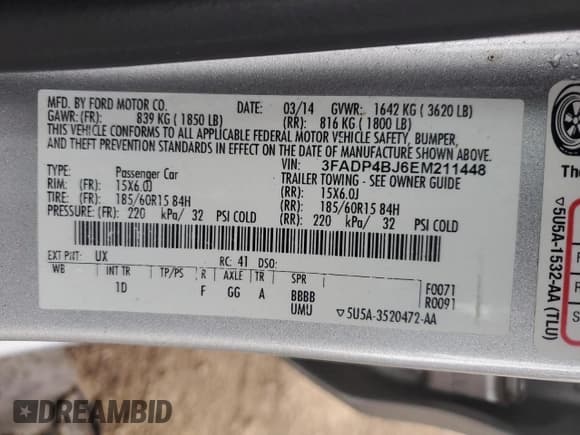 MFD. BY FORD MOTOR CO. DATE: 03/14 GVWR: 1642 KG ( 3620 LB)
GAWR: (FR): 839 KG ( 1850 LB) (RR): 816 KG ( 1800 LB)
THIS VEHICLE CONFORMS TO ALL APPLICABLE FEDERAL MOTOR VEHICLE SAFETY, BUMPER,
AND THEFT PREVENTION STANDARDS IN EFFECT ON THE DATE OF MANUFACTURE SHOWN ABOVE.
VIN: 3FADP4BJ6EM211448
TYPE: Passenger Car TRAILER TOWING - SEE OWNER GUIDE
RIM: (FR): 15X6.0J (RR): 15X6.0J
TIRE: (FR): 185/60R15 84H (RR): 185/60R15 84H
PRESSURE: (FR): 220 kPa/ 32 PSI COLD (RR): 220 kPa/ 32 PSI COLD
EXT PNT: UX RC: 41 DSO:
WB INT TR TP/PS R AXLE TR SPR F0071
1D F GG A BBBB R0091
UMU ▽5U5A-3520472-AA
▽5U5A-1532-AA (TLU)
DREAMBID